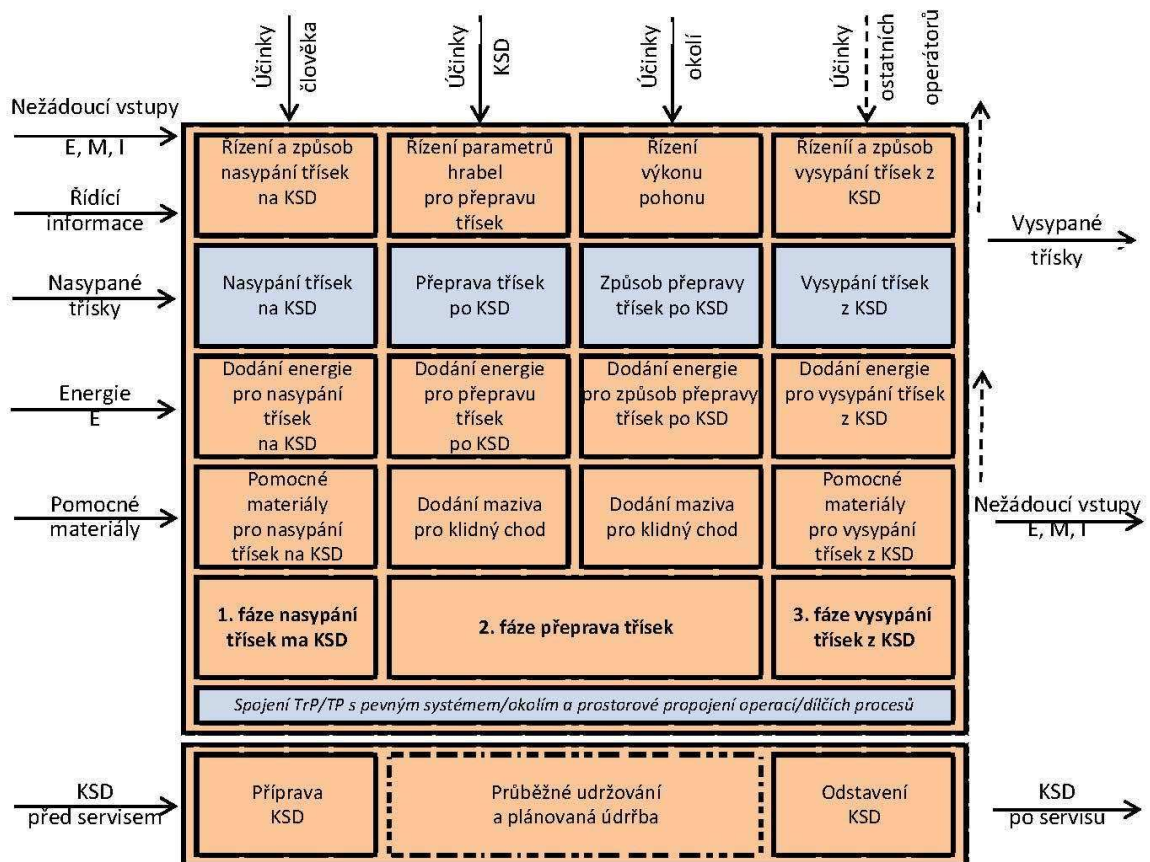 Účinky
člověka
Účinky
KSD
Účinky
okolí
Účinky
ostatních
operátorů
Nežádoucí vstupy
E, M, I
Řízení a způsob
nasypání třísek
na KSD
Řízení parametrů
hrabel
pro přepravu
třísek
Řízení
výkonu
pohonu
Řízeníí a způsob
vysypání třísek z
KSD
Řídící
informace
Vysypané
třísky
Nasypané
třísky
Nasypání třísek
na KSD
Přeprava třísek
po KSD
Způsob přepravy
třísek po KSD
Vysypání třísek
z KSD
Energie
E
Dodání energie
pro nasypání
třísek
na KSD
Dodání energie
pro přepravu
třísek
po KSD
Dodání energie
pro způsob přepravy
třísek po KSD
Dodání energie
pro vysypání třísek
z KSD
Pomocné
materiály
Pomocné
materiály
pro nasypání
třísek na KSD
Dodání maziva
pro klidný chod
Dodání maziva
pro klidný chod
Pomocné
materiály
pro vysypání
třísek z KSD
Nežádoucí vstupy
E, M, I
1. fáze nasypání
třísek ma KSD
2. fáze přeprava třísek
3. fáze vysypání
třísek z KSD
Spojení TrP/TP s pevným systémem/okolím a prostorové propojení operací/dílčích procesů
KSD
před servisem
Příprava
KSD
Průběžné udržování
a plánovaná údřba
Odstavení
KSD
KSD
po servisu